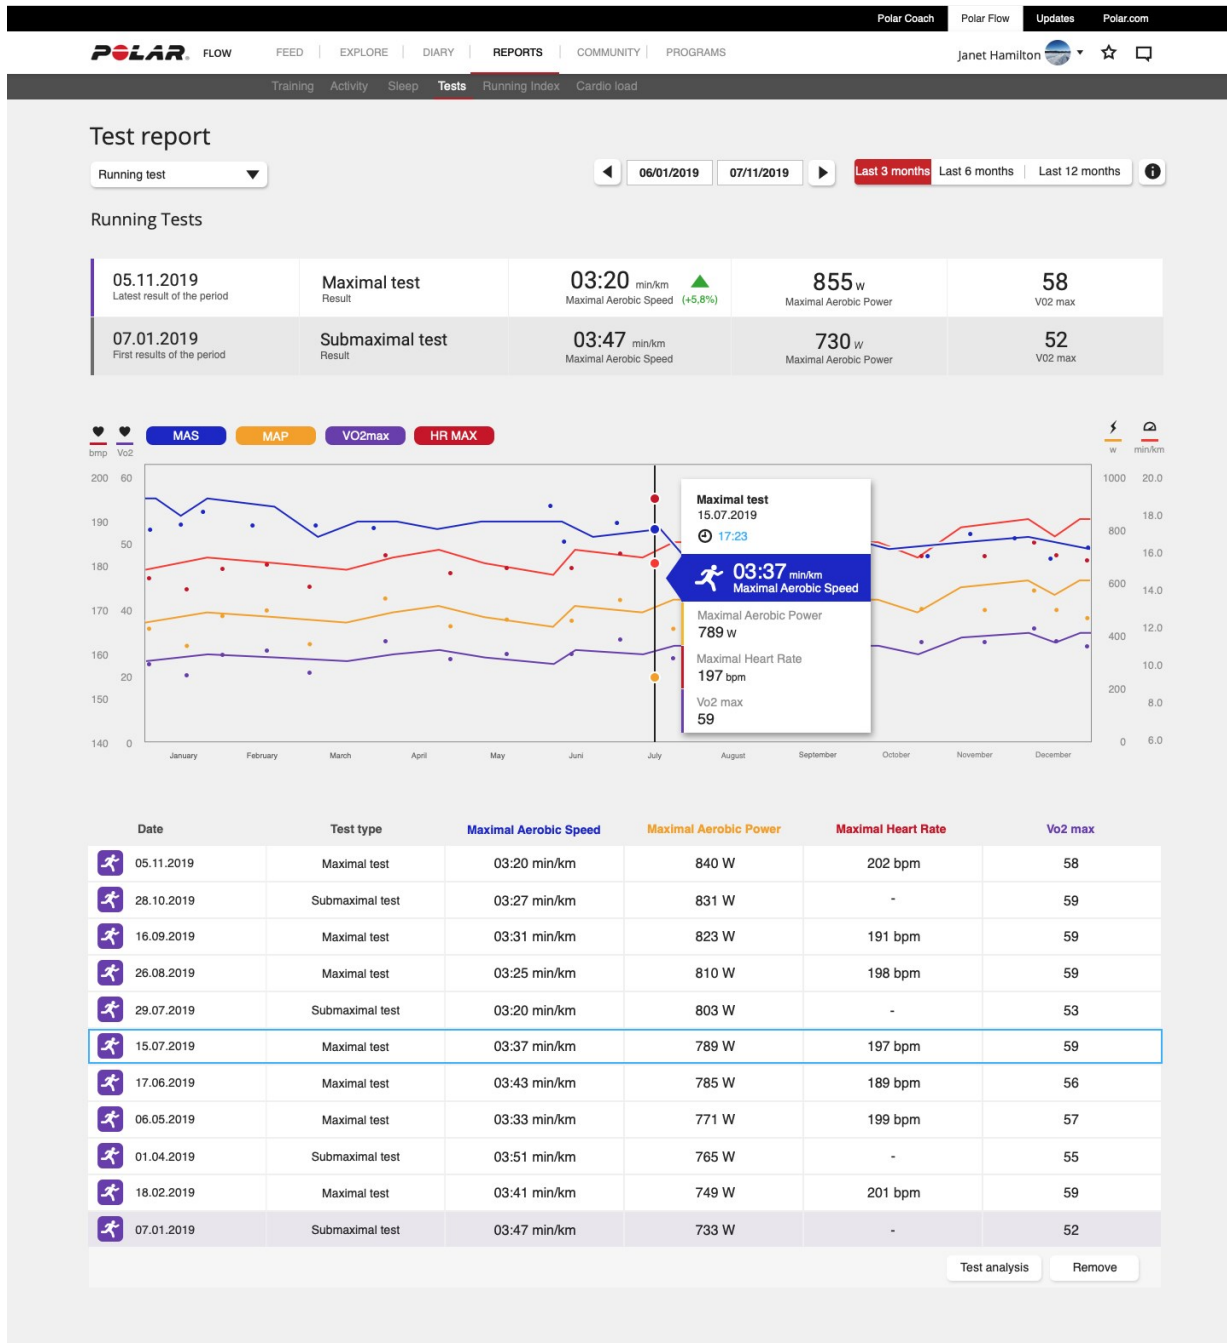 Polar Coach Polar Flow Updates Polar.com
POLAR. FLOW FEED EXPLORE DIARY REPORTS COMMUNITY PROGRAMS Janet Hamilton
Training Activity Sleep Tests Running Index Cardio load
Test report
Running test 06/01/2019 07/11/2019 Last 3 months Last 6 months Last 12 months
Running Tests
05.11.2019 Maximal test 03:20 min/km 855 w 58
Latest result of the period Result Maximal Aerobic Speed (+5,8%) Maximal Aerobic Power V02 max
07.01.2019 Submaximal test 03:47 min/km 730 w 52
First results of the period Result Maximal Aerobic Speed Maximal Aerobic Power V02 max
MAS MAP VO2max HR MAX
bmp Vo2 w min/km
200 60 1000 20.0
Maximal test
15.07.2019
190 18.0
17:23
50 800
180 16.0
03:37 min/km
Maximal Aerobic Speed
600 14.0
170 40
Maximal Aerobic Power
789 w
400 12.0
160 10.0
Maximal Heart Rate
197 bpm
20 200
150 8.0
Vo2 max
59
140 0 0 6.0
January February March April May Juni July August September October November December
Date Test type Maximal Aerobic Speed Maximal Aerobic Power Maximal Heart Rate Vo2 max
05.11.2019 Maximal test 03:20 min/km 840 W 202 bpm 58
28.10.2019 Submaximal test 03:27 min/km 831 W - 59
16.09.2019 Maximal test 03:31 min/km 823 W 191 bpm 59
26.08.2019 Maximal test 03:25 min/km 810 W 198 bpm 59
29.07.2019 Submaximal test 03:20 min/km 803 W - 53
15.07.2019 Maximal test 03:37 min/km 789 W 197 bpm 59
17.06.2019 Maximal test 03:43 min/km 785 W 189 bpm 56
06.05.2019 Maximal test 03:33 min/km 771 W 199 bpm 57
01.04.2019 Submaximal test 03:51 min/km 765 W - 55
18.02.2019 Maximal test 03:41 min/km 749 W 201 bpm 59
07.01.2019 Submaximal test 03:47 min/km 733 W - 52
Test analysis Remove